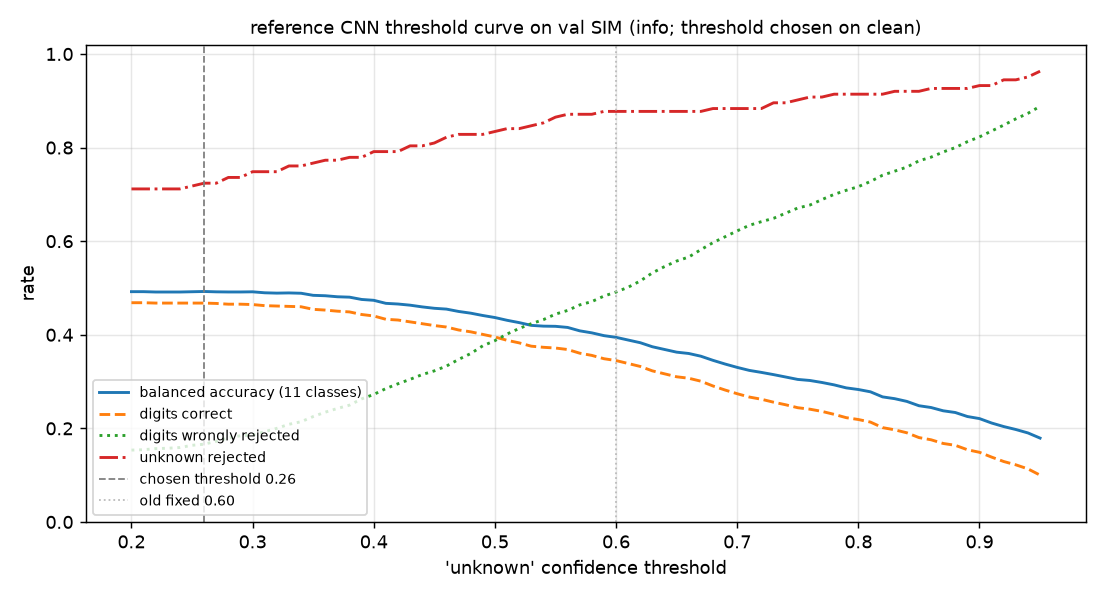 reference CNN threshold curve on val SIM (info; threshold chosen on clean)
1.0
0.8
0.6
0.4
0.2
0.0
rate
balanced accuracy (11 classes)
digits correct
digits wrongly rejected
unknown rejected
chosen threshold 0.26
old fixed 0.60
0.2 0.3 0.4 0.5 0.6 0.7 0.8 0.9
'unknown' confidence threshold